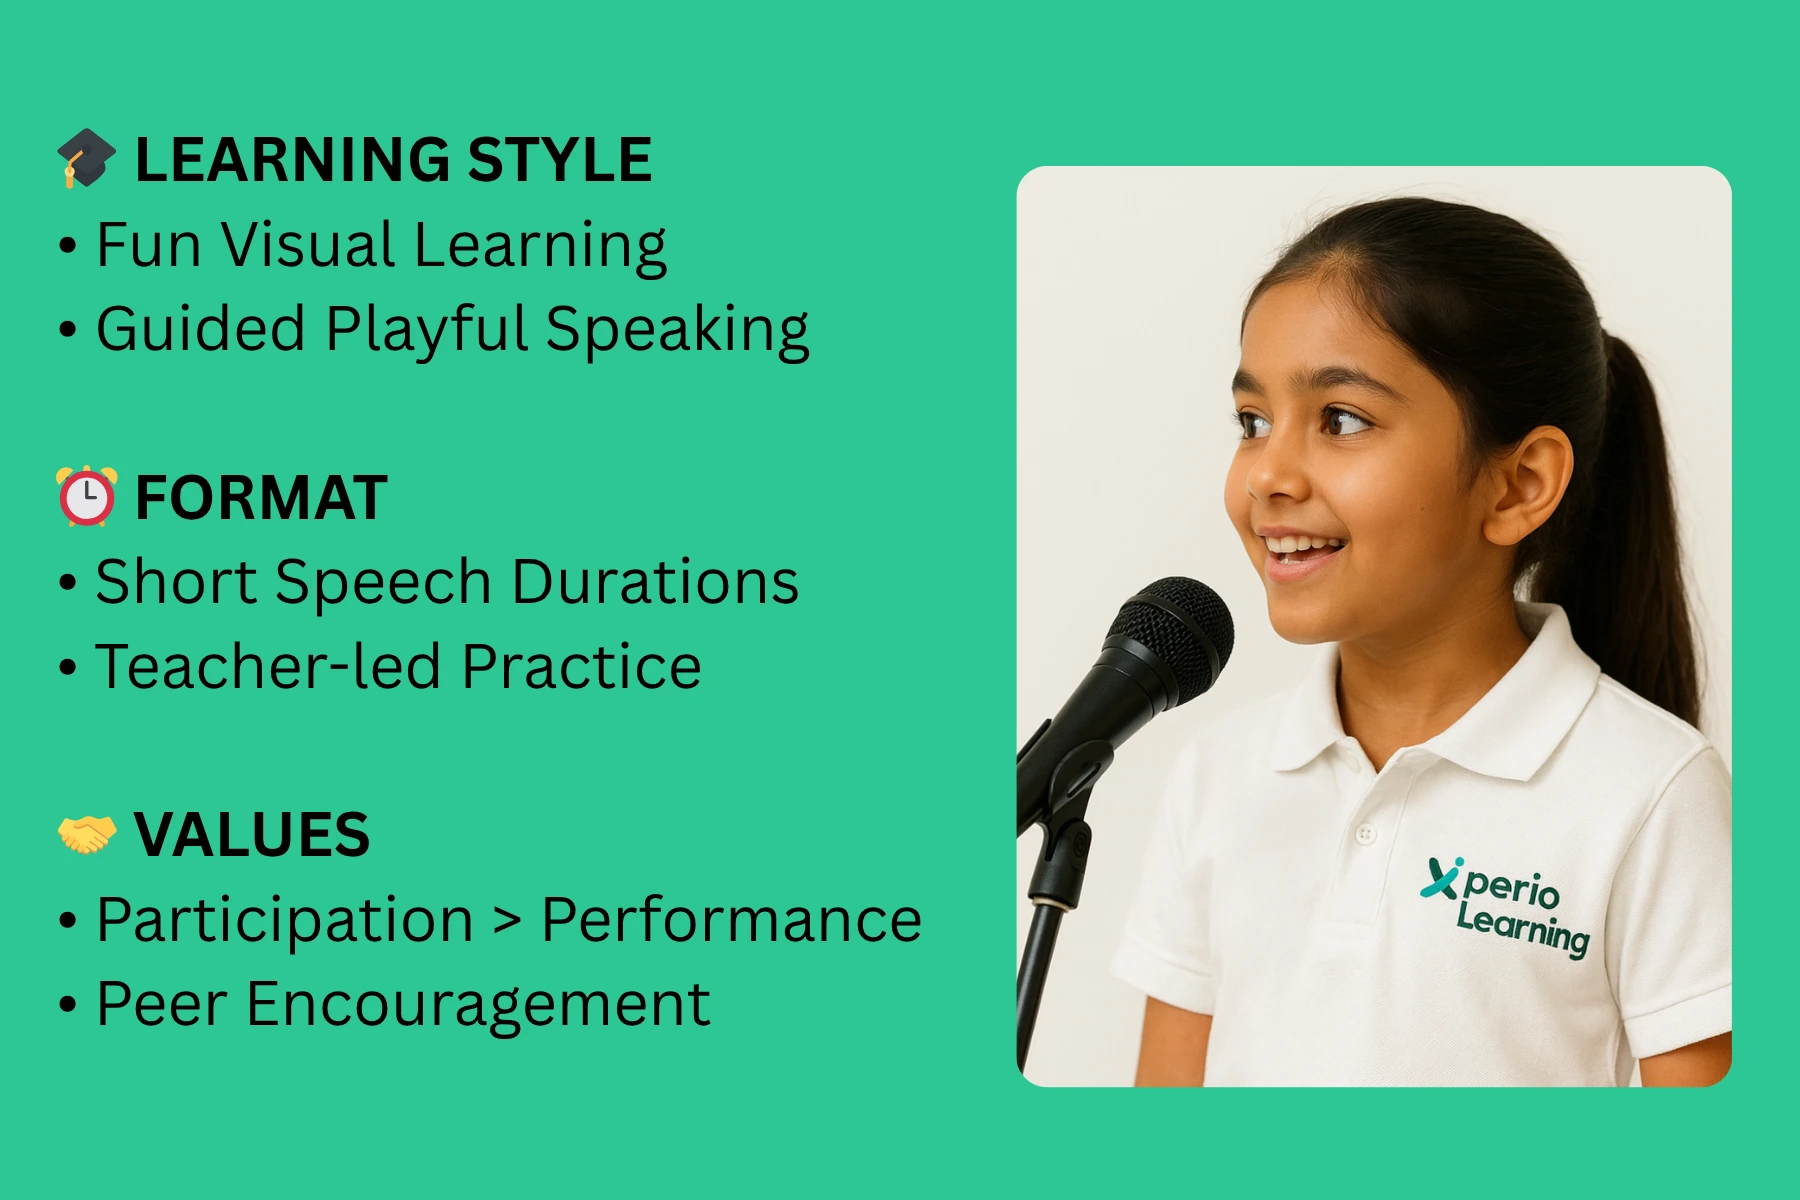 🎓 LEARNING STYLE
• Fun Visual Learning
• Guided Playful Speaking
⏰ FORMAT
• Short Speech Durations
• Teacher-led Practice
🤝 VALUES
• Participation > Performance
• Peer Encouragement
Xperio
Learning